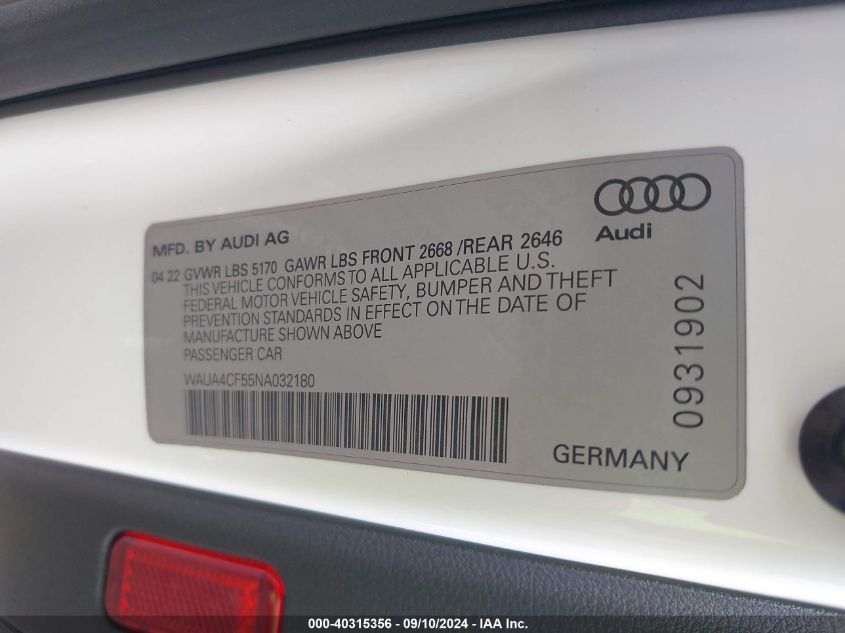 Audi
MFD. BY AUDI AG
04 22 GVWR LBS 5170 GAWR LBS FRONT 2668 /REAR 2646
THIS VEHICLE CONFORMS TO ALL APPLICABLE U.S.
FEDERAL MOTOR VEHICLE SAFETY, BUMPER AND THEFT
PREVENTION STANDARDS IN EFFECT ON THE DATE OF
MANUFACTURE SHOWN ABOVE
PASSENGER CAR
WAUA4CF55NA032180
GERMANY
0931902
000-40315356 - 09/10/2024 - IAA Inc.